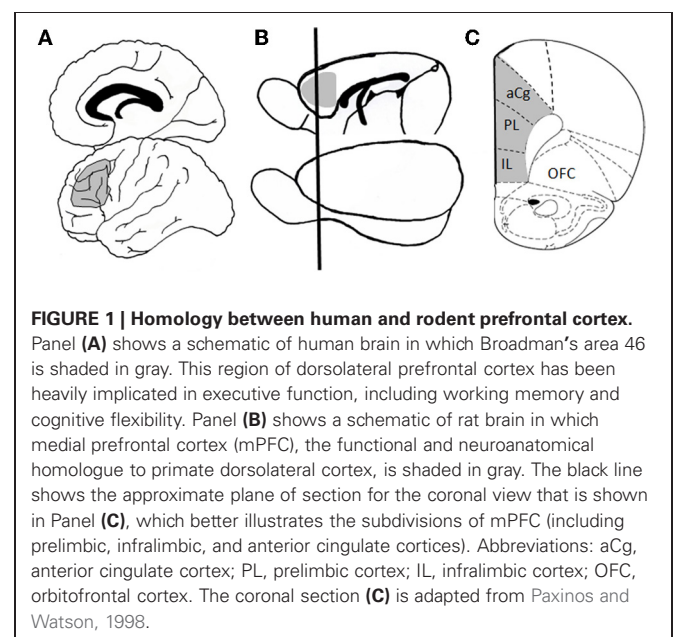 A
B
C
aCg
PL
IL
OFC
FIGURE 1 | Homology between human and rodent prefrontal cortex.
Panel (A) shows a schematic of human brain in which Broadman's area 46
is shaded in gray. This region of dorsolateral prefrontal cortex has been
heavily implicated in executive function, including working memory and
cognitive flexibility. Panel (B) shows a schematic of rat brain in which
medial prefrontal cortex (mPFC), the functional and neuroanatomical
homologue to primate dorsolateral cortex, is shaded in gray. The black line
shows the approximate plane of section for the coronal view that is shown
in Panel (C), which better illustrates the subdivisions of mPFC (including
prelimbic, infralimbic, and anterior cingulate cortices). Abbreviations: aCg,
anterior cingulate cortex; PL, prelimbic cortex; IL, infralimbic cortex; OFC,
orbitofrontal cortex. The coronal section (C) is adapted from Paxinos and
Watson, 1998.